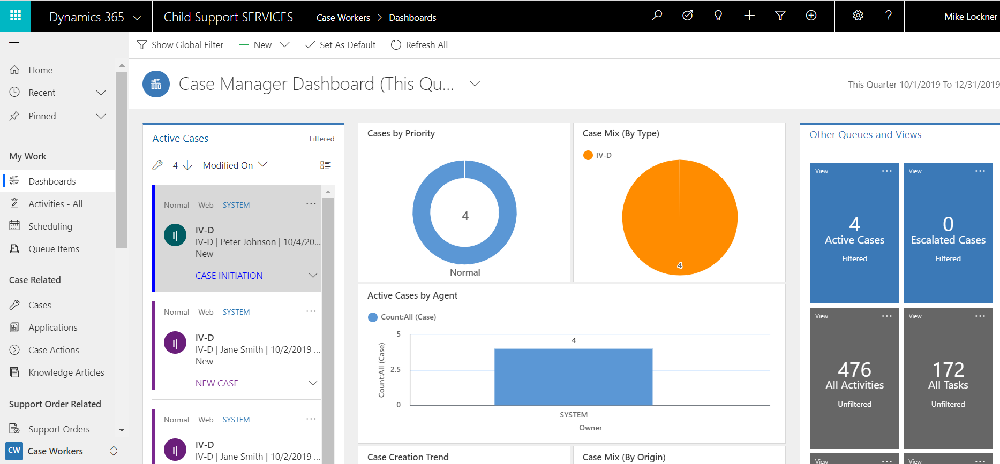 Dynamics 365
Child Support SERVICES
Case Workers > Dashboards
Mike Lockner
Show Global Filter
New
Set As Default
Refresh All
Home
Recent
Pinned
My Work
Dashboards
Activities - All
Scheduling
Queue Items
Case Related
Cases
Applications
Case Actions
Knowledge Articles
Support Order Related
Support Orders
CW Case Workers
Case Manager Dashboard (This Qu...
This Quarter 10/1/2019 To 12/31/2019
Active Cases
Filtered
4
Modified On
Normal Web SYSTEM
I|
IV-D
IV-D | Peter Johnson | 10/4/20...
New
CASE INITIATION
Normal Web SYSTEM
I|
IV-D
IV-D | Jane Smith | 10/2/2019 ...
New
NEW CASE
Normal Web SYSTEM
I|
IV-D
IV-D | Jane Smith | 10/2/2019 ...
Cases by Priority
4
Normal
Case Mix (By Type)
IV-D
4
Active Cases by Agent
Count:All (Case)
Count:All (Case)
5
2.5
0
4
SYSTEM
Owner
Case Creation Trend
Case Mix (By Origin)
Other Queues and Views
View
4
Active Cases
Filtered
View
0
Escalated Cases
Filtered
View
476
All Activities
Unfiltered
View
172
All Tasks
Unfiltered
View
View